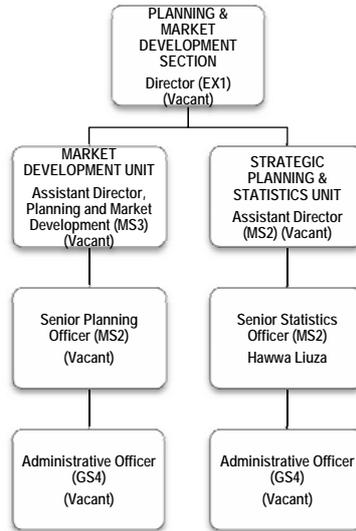 PLANNING &
MARKET
DEVELOPMENT
SECTION
Director (EX1)
(Vacant)
MARKET
DEVELOPMENT UNIT
Assistant Director,
Planning and Market
Development (MS3)
(Vacant)
STRATEGIC
PLANNING &
STATISTICS UNIT
Assistant Director
(MS2) (Vacant)
Senior Planning
Officer (MS2)
(Vacant)
Senior Statistics
Officer (MS2)
Hawwa Liuza
Administrative Officer
(GS4)
(Vacant)
Administrative Officer
(GS4)
(Vacant)